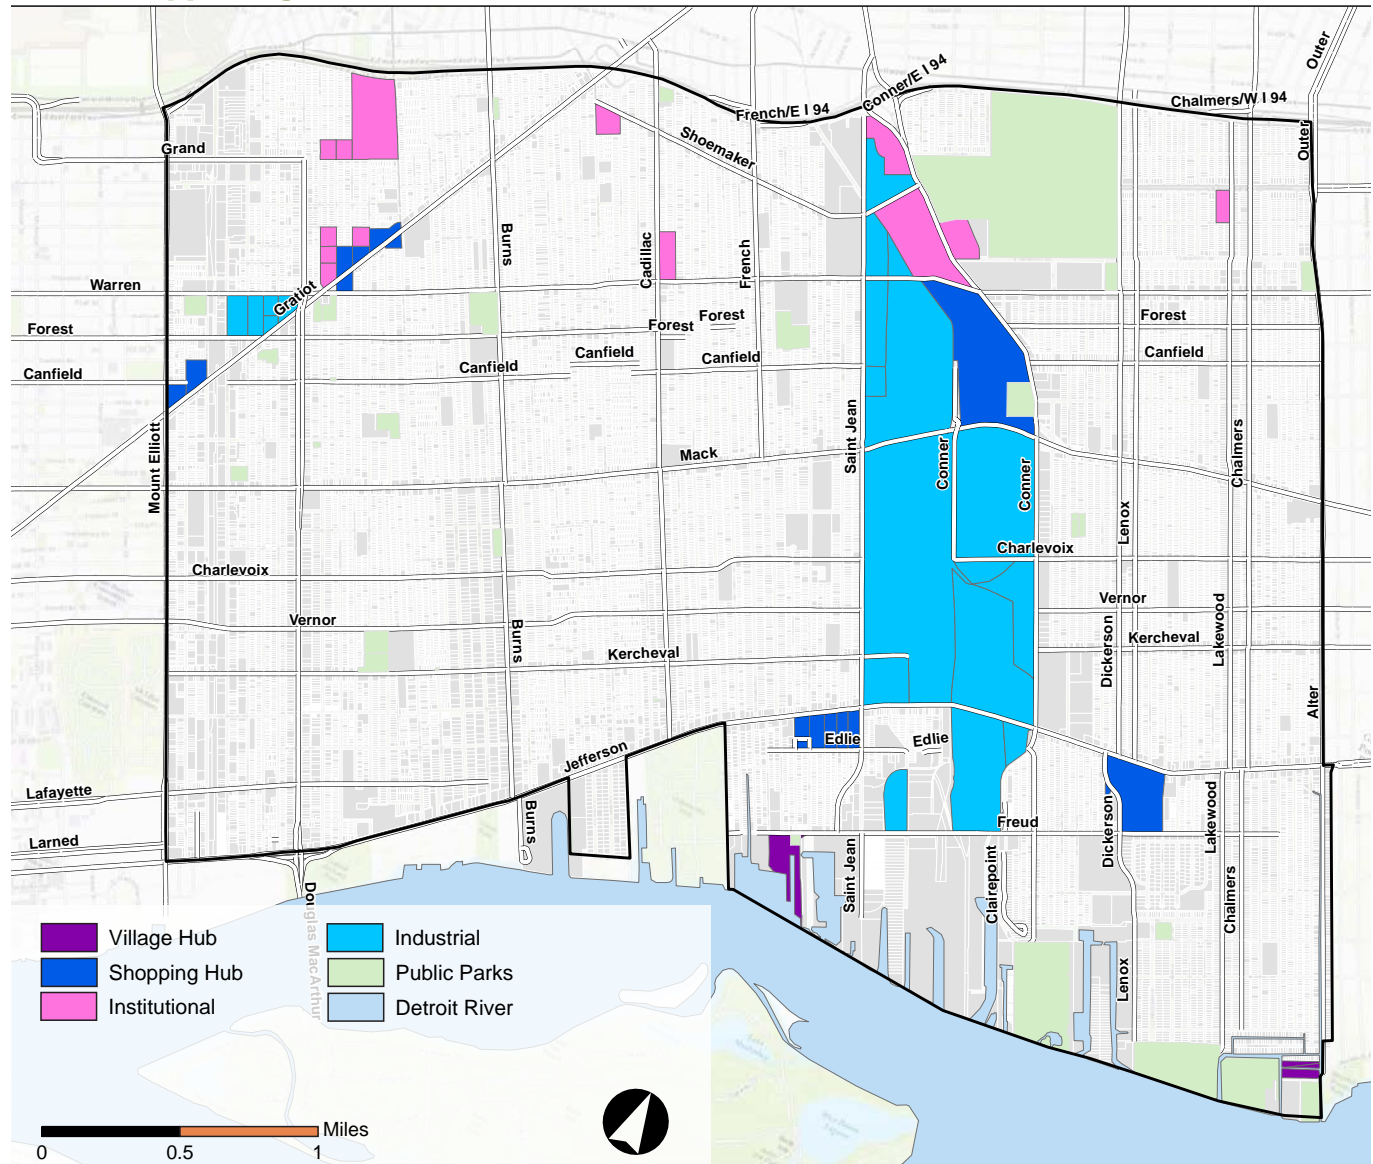 Outer
Conner/E I 94
Chalmers/W I 94
French/E I 94
Shoemaker
Grand
Outer
Burns
Cadillac
French
Warren
Gratiot
Forest
Forest
Forest
Forest
Canfield
Canfield
Canfield
Canfield
Canfield
Mount Elliott
Saint Jean
Conner
Conner
Chalmers
Mack
Lenox
Charlevoix
Charlevoix
Vernor
Vernor
Burns
Kercheval
Kercheval
Dickerson
Lakewood
Alter
Jefferson
Edlie
Edlie
Lafayette
Larned
Burns
Freud
Dickerson
Lakewood
Saint Jean
Clairepoint
Chalmers
Lenox
Douglas MacArthur
Village Hub
Shopping Hub
Institutional
Industrial
Public Parks
Detroit River
Miles
0 0.5 1